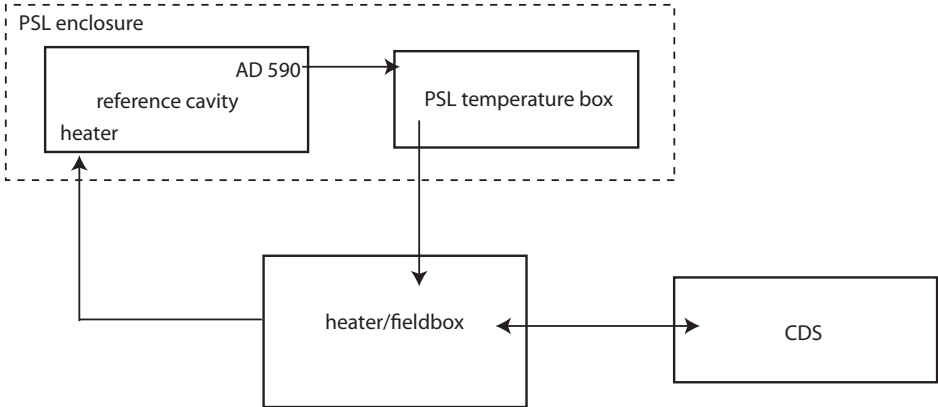 PSL enclosure
AD 590
reference cavity
heater
PSL temperature box
heater/fieldbox
CDS